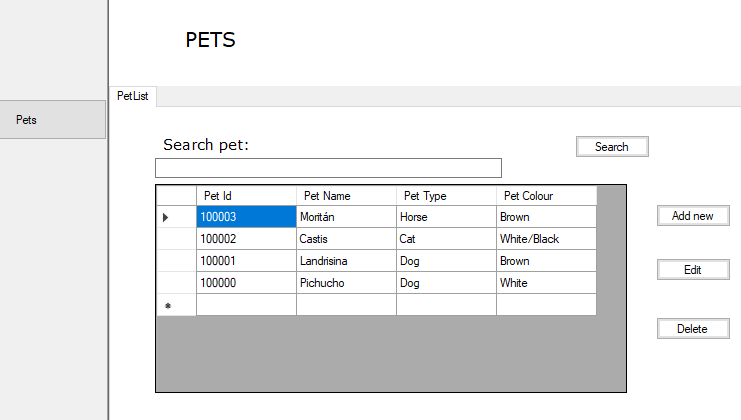 PETS
PetList
Pets
Search pet:
Search
Pet Id Pet Name Pet Type Pet Colour
100003 Moritán Horse Brown
Add new
100002 Castis Cat White/Black
100001 Landrisina Dog Brown
Edit
100000 Pichucho Dog White
Delete